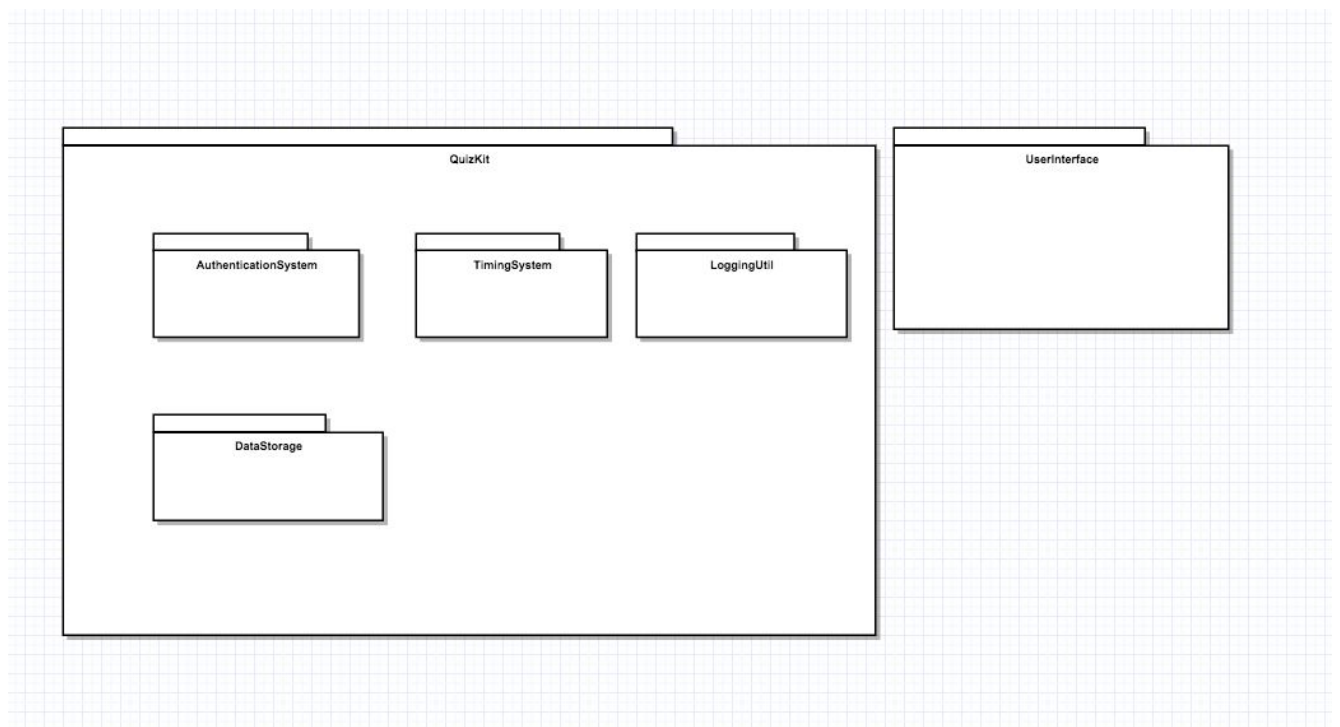 QuizKit
UserInterface
AuthenticationSystem
TimingSystem
LoggingUtil
DataStorage